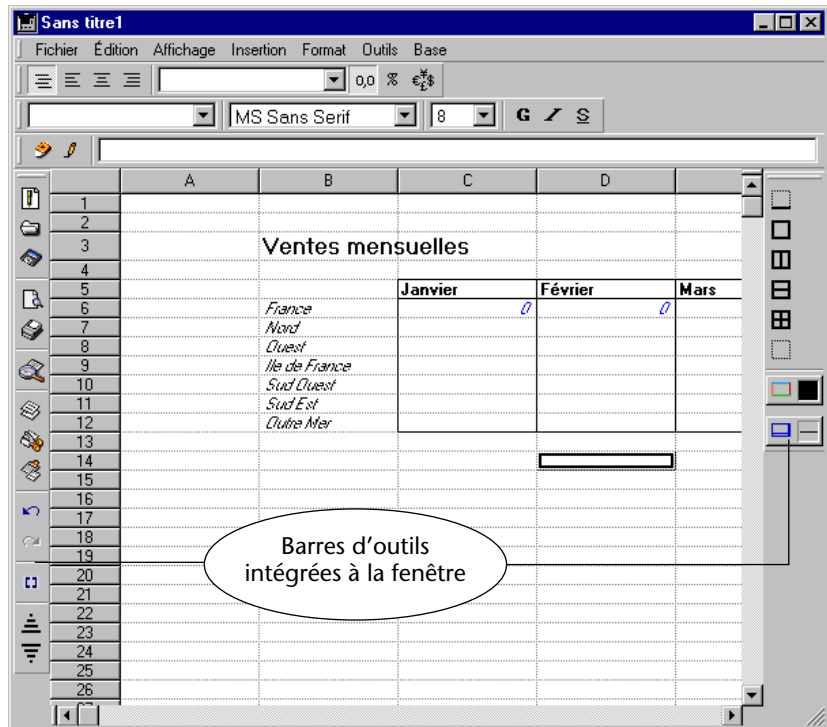 Sans titre1
Fichier Édition Affichage Insertion Format Outils Base
0,0 % €¥£$
MS Sans Serif 8 G I S
A B C D
1
2
3 Ventes mensuelles
4
5 Janvier Février Mars
6 France 0 0
7 Nord
8 Ouest
9 Ile de France
10 Sud Ouest
11 Sud Est
12 Outre Mer
13
14
15
16
17
18
19
20
21
22
23
24
25
26
Barres d’outils
intégrées à la fenêtre